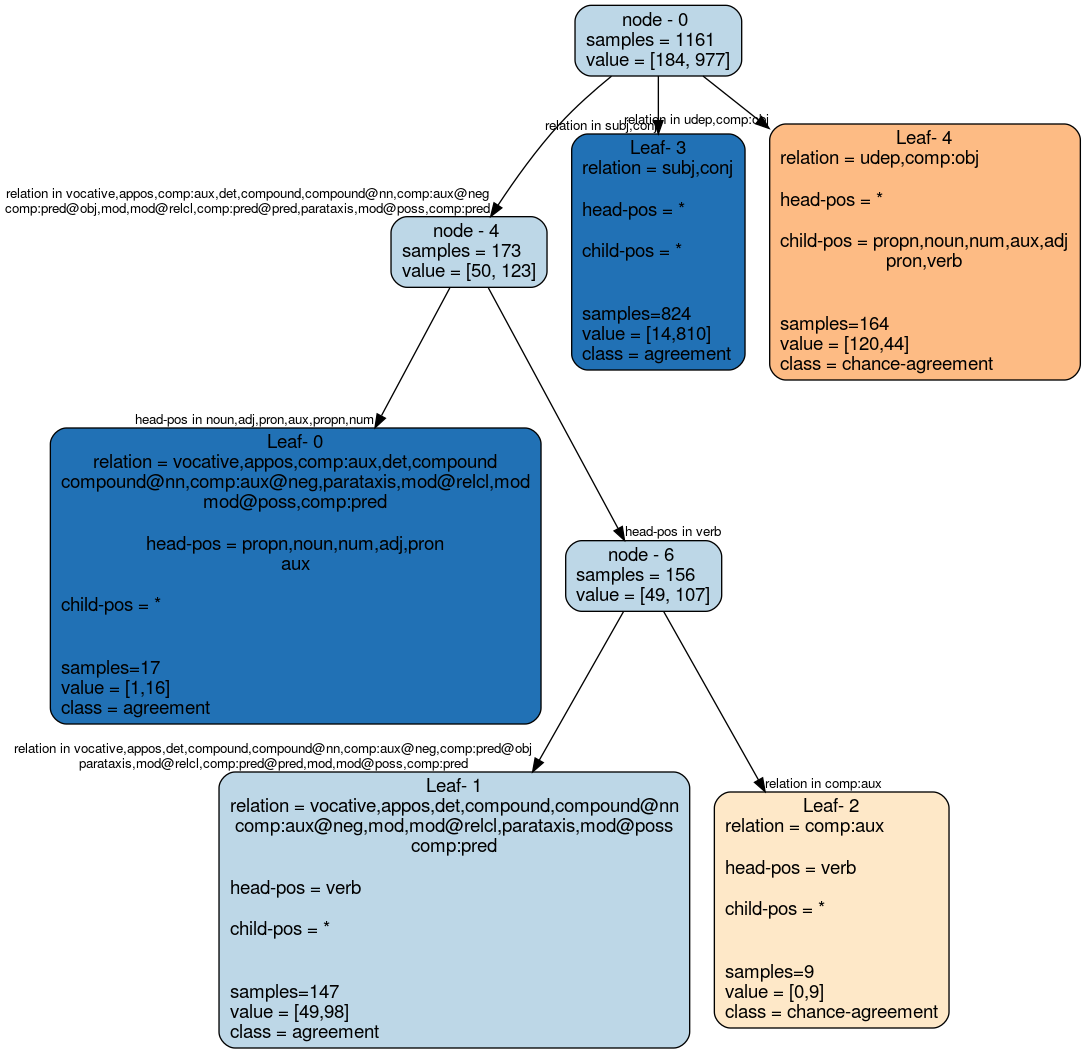 node - 0
samples = 1161
value = [184, 977]
relation in subj,conj
relation in udep,comp:obj
Leaf- 3
relation = subj,conj
head-pos = *
child-pos = *
samples=824
value = [14,810]
class = agreement
Leaf- 4
relation = udep,comp:obj
head-pos = *
child-pos = propn,noun,num,aux,adj
pron,verb
samples=164
value = [120,44]
class = chance-agreement
relation in vocative,appos,comp:aux,det,compound,compound@nn,comp:aux@neg
comp:pred@obj,mod,mod@relcl,comp:pred@pred,parataxis,mod@poss,comp:pred
node - 4
samples = 173
value = [50, 123]
head-pos in noun,adj,pron,aux,propn,num
Leaf- 0
relation = vocative,appos,comp:aux,det,compound
compound@nn,comp:aux@neg,parataxis,mod@relcl,mod
mod@poss,comp:pred
head-pos = propn,noun,num,adj,pron
aux
child-pos = *
samples=17
value = [1,16]
class = agreement
head-pos in verb
node - 6
samples = 156
value = [49, 107]
relation in vocative,appos,det,compound,compound@nn,comp:aux@neg,comp:pred@obj
parataxis,mod@relcl,comp:pred@pred,mod,mod@poss,comp:pred
Leaf- 1
relation = vocative,appos,det,compound,compound@nn
comp:aux@neg,mod,mod@relcl,parataxis,mod@poss
comp:pred
head-pos = verb
child-pos = *
samples=147
value = [49,98]
class = agreement
relation in comp:aux
Leaf- 2
relation = comp:aux
head-pos = verb
child-pos = *
samples=9
value = [0,9]
class = chance-agreement